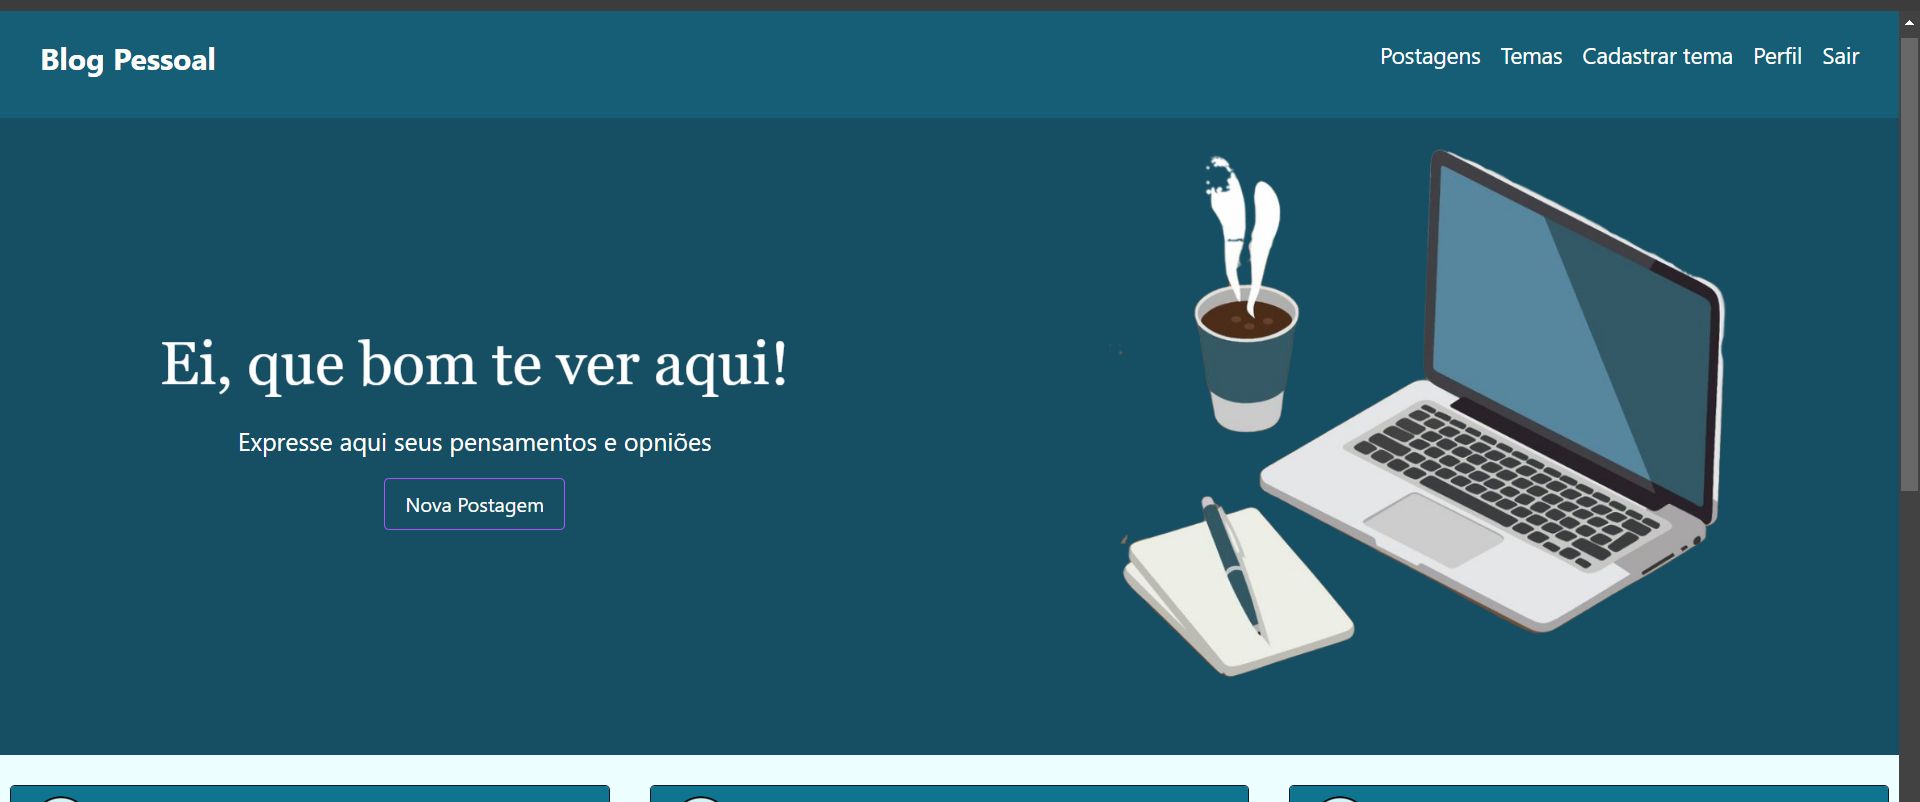 Blog Pessoal
Postagens Temas Cadastrar tema Perfil Sair
Ei, que bom te ver aqui!
Expresse aqui seus pensamentos e opniões
Nova Postagem